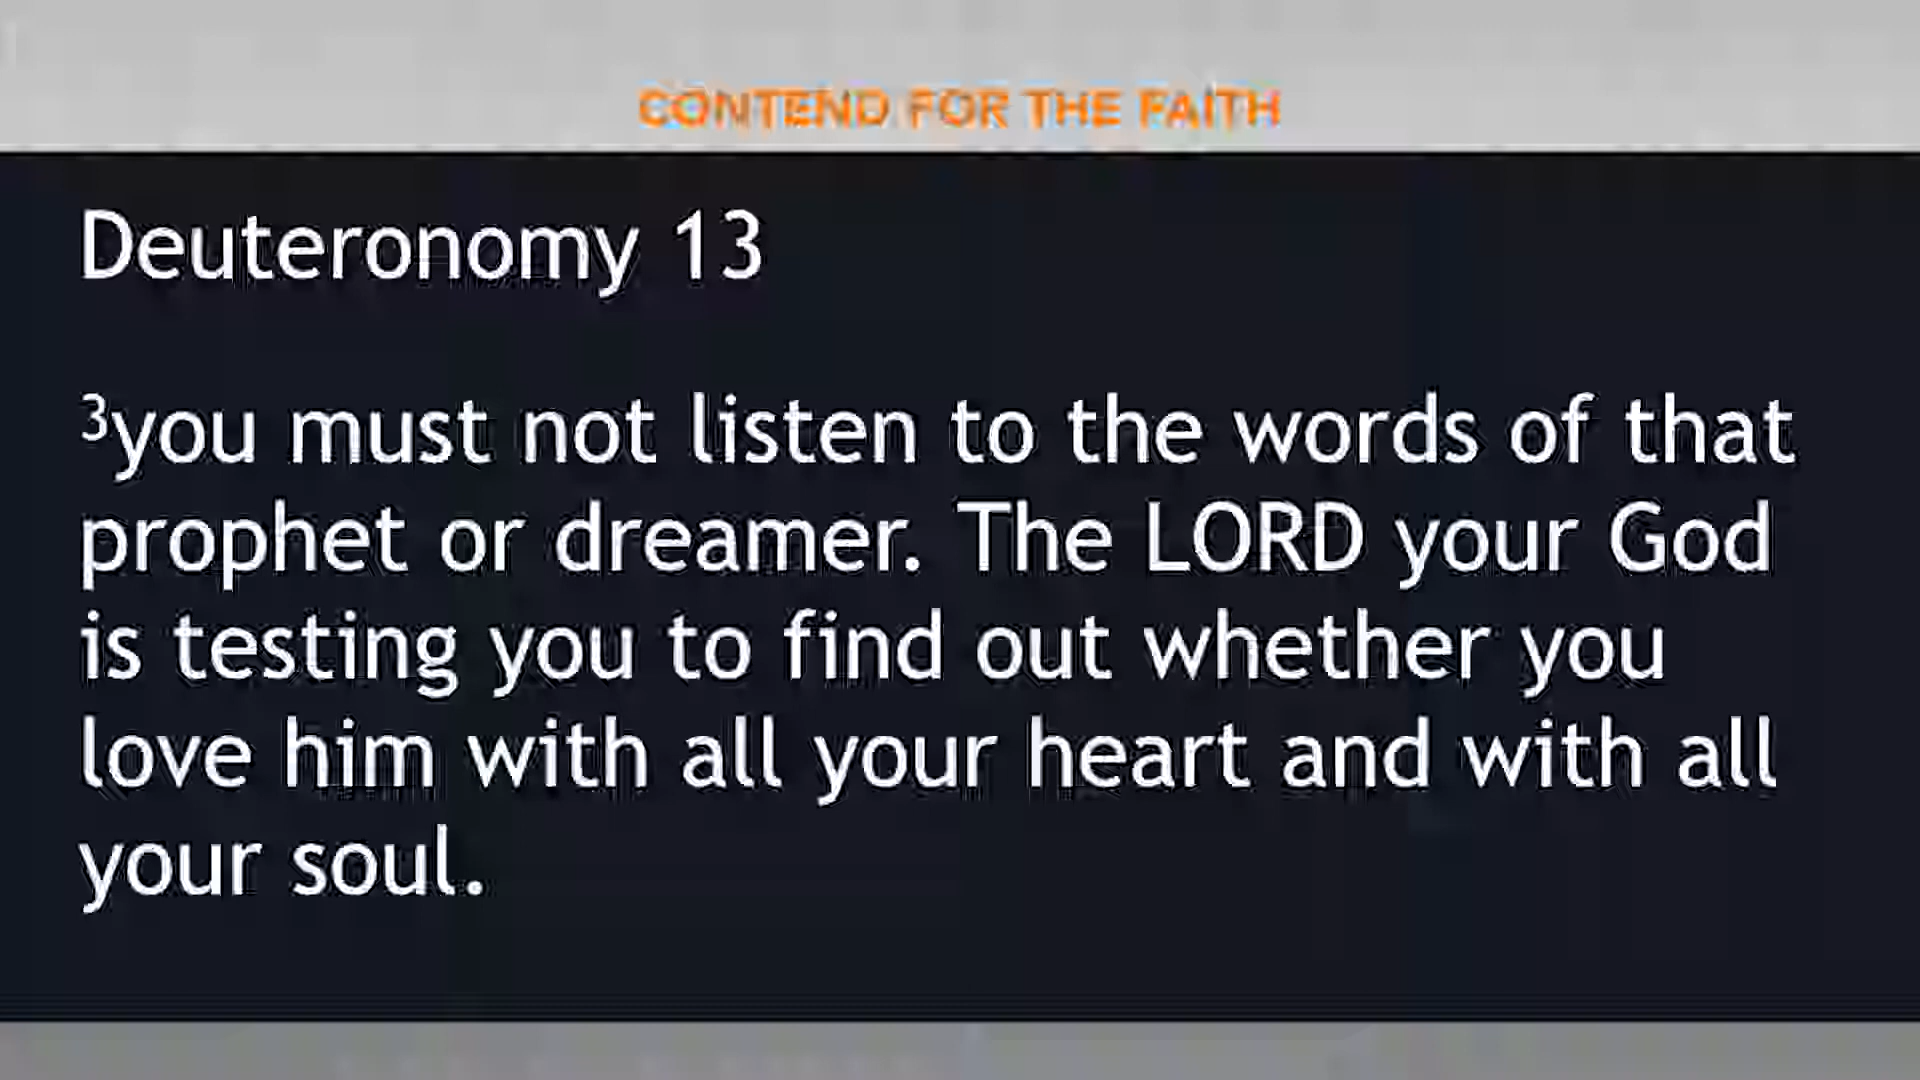 CONTEND FOR THE FAITH
Deuteronomy 13
³you must not listen to the words of that
prophet or dreamer. The LORD your God
is testing you to find out whether you
love him with all your heart and with all
your soul.